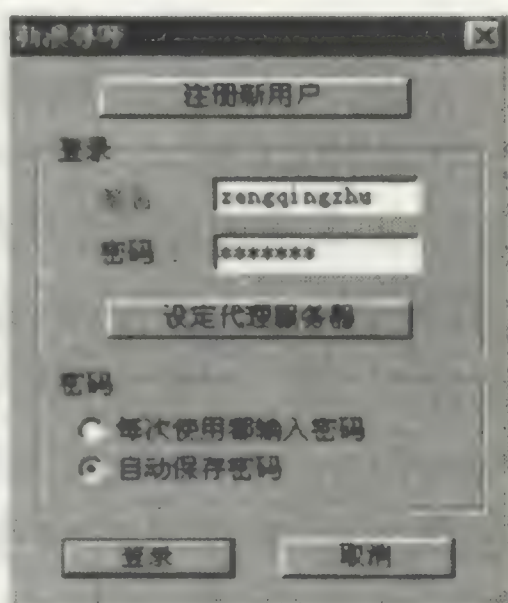 注册新用户
登录
zengqingzhu
密码 *******
设定代理服务器
密码
每次使用都输入密码
自动保存密码
登录 取消